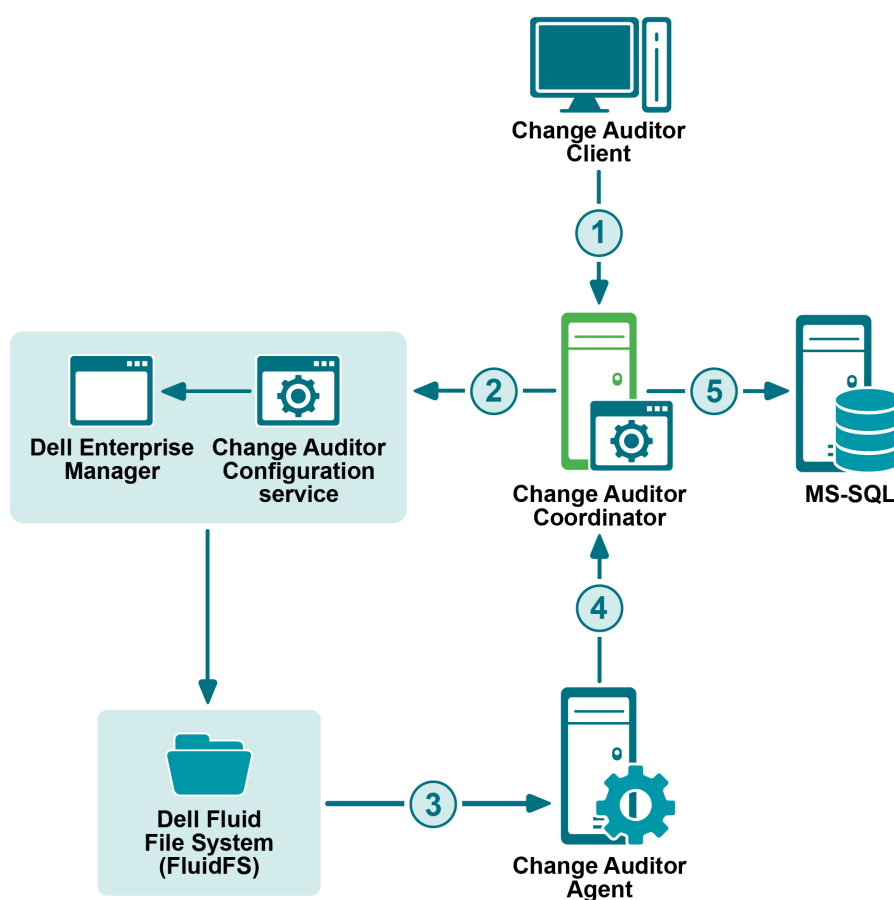 Change Auditor
Client
1
2
5
Dell Enterprise
Manager
Change Auditor
Configuration
service
Change Auditor
Coordinator
MS-SQL
4
3
Dell Fluid
File System
(FluidFS)
Change Auditor
Agent